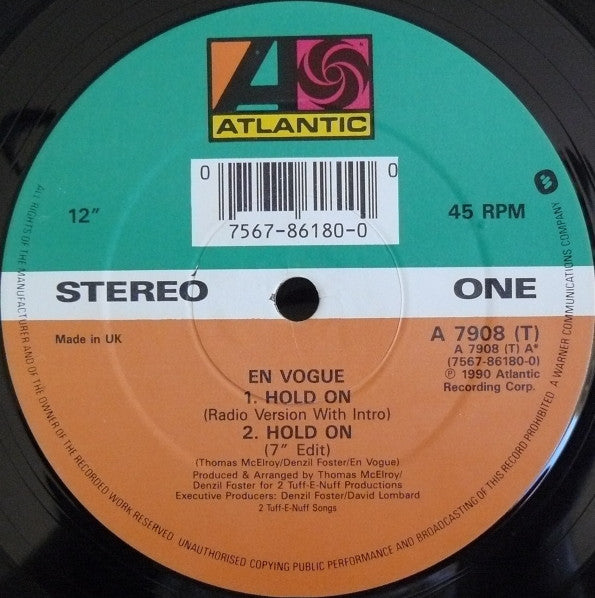 ATLANTIC
0 0
7567-86180-0
12"
45 RPM
STEREO
ONE
Made in UK
A 7908 (T)
A 7908 (T) A*
(7567-86180-0)
℗ 1990 Atlantic
Recording Corp.
EN VOGUE
1. HOLD ON
(Radio Version With Intro)
2. HOLD ON
(7" Edit)
(Thomas McElroy/Denzil Foster/En Vogue)
Produced & Arranged by Thomas McElroy/
Denzil Foster for 2 Tuff-E-Nuff Productions
Executive Producers: Denzil Foster/David Lombard
2 Tuff-E-Nuff Songs
ALL RIGHTS OF THE MANUFACTURER AND OF THE OWNER OF THE RECORDED WORK RESERVED. UNAUTHORISED COPYING PUBLIC PERFORMANCE AND BROADCASTING OF THIS RECORD PROHIBITED A WARNER COMMUNICATIONS COMPANY